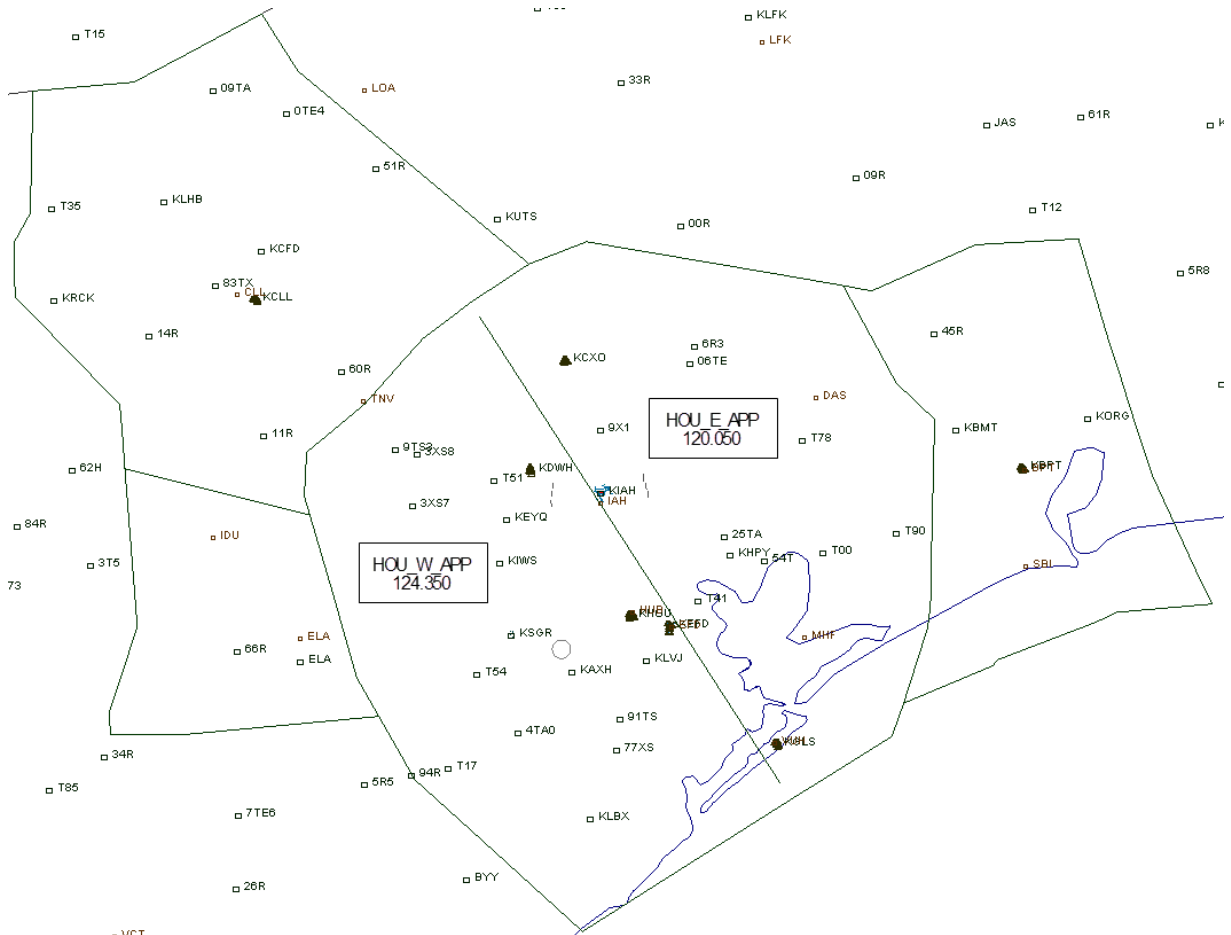 KLFK
T15
LFK
33R
09TA
LOA
0TE4
61R
JAS
51R
09R
KLHB
T35
T12
KUTS
00R
KCFD
5R8
83TX
CLL
KCLL
KRCK
14R
45R
6R3
KCXO
06TE
60R
DAS
TNV
HOU_E_APP
120.050
KORG
9X1
KBMT
11R
T78
9TS3
3XS8
62H
KDWH
KBPT
T51
KIAH
IAH
3XS7
KEYQ
84R
T90
IDU
25TA
T00
KHPY
54T
HOU_W_APP
124.350
KIWS
3T5
SBI
73
T41
KHOU
KSGR
ELA
MHF
66R
ELA
KLVJ
T54
KAXH
91TS
4TA0
77XS
34R
T17
94R
5R5
T85
7TE6
KLBX
BYY
26R